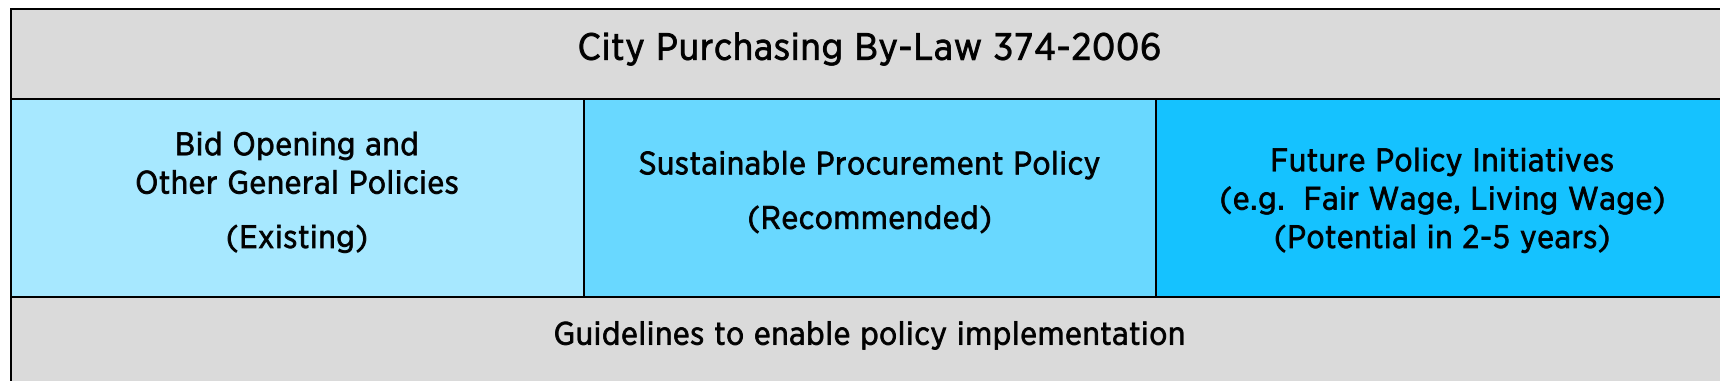 City Purchasing By-Law 374-2006
Bid Opening and
Other General Policies
(Existing)
Sustainable Procurement Policy
(Recommended)
Future Policy Initiatives
(e.g.  Fair Wage, Living Wage)
(Potential in 2-5 years)
Guidelines to enable policy implementation